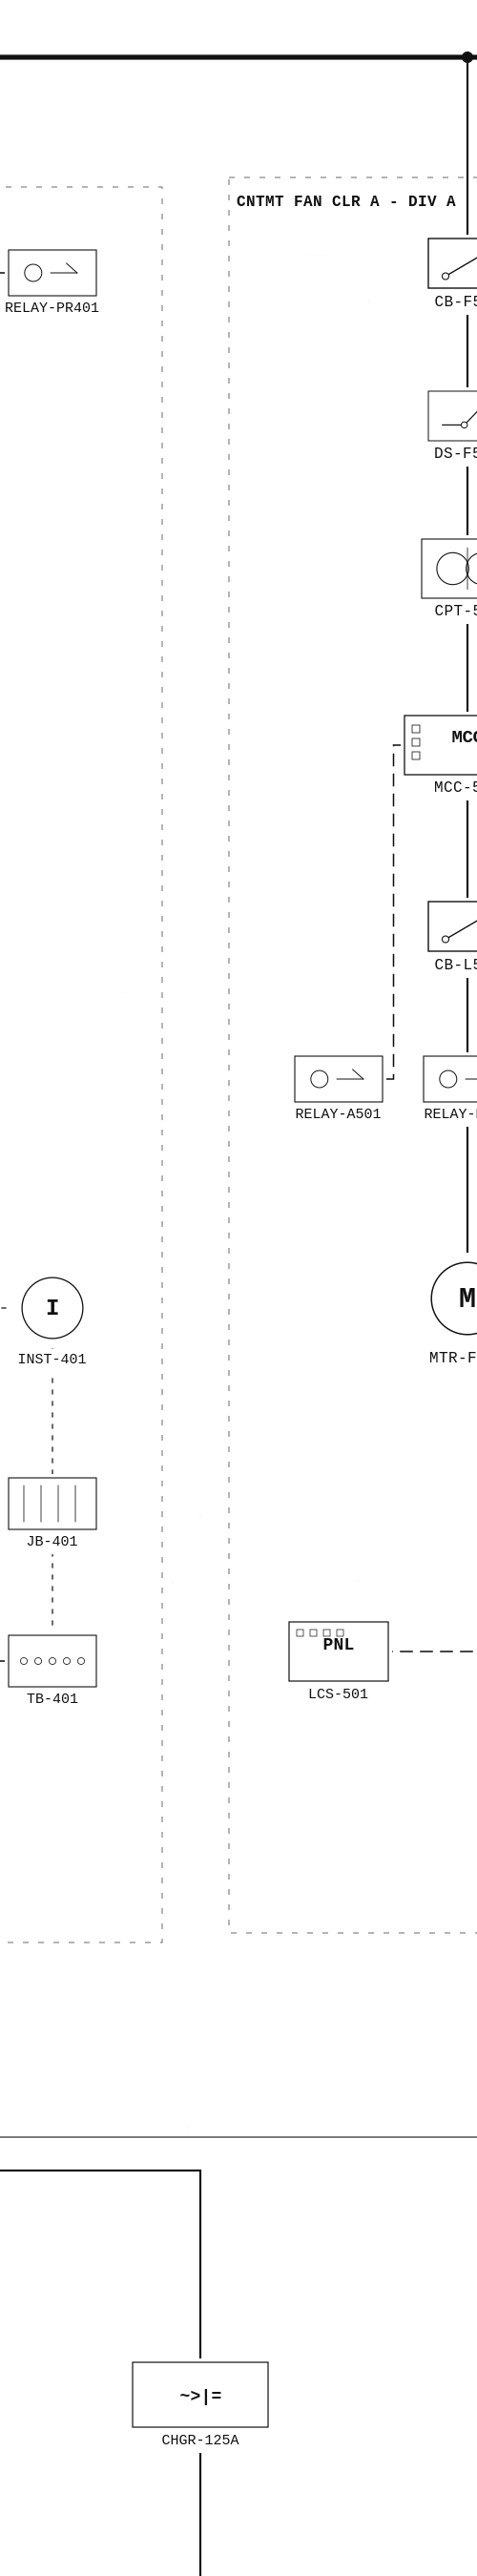 CNTMT FAN CLR A - DIV A
RELAY-PR401
CB-F5
DS-F5
CPT-5
MCC
MCC-5
CB-L5
RELAY-A501
RELAY-
M
I
MTR-F
INST-401
JB-401
PNL
LCS-501
TB-401
~>|=
CHGR-125A